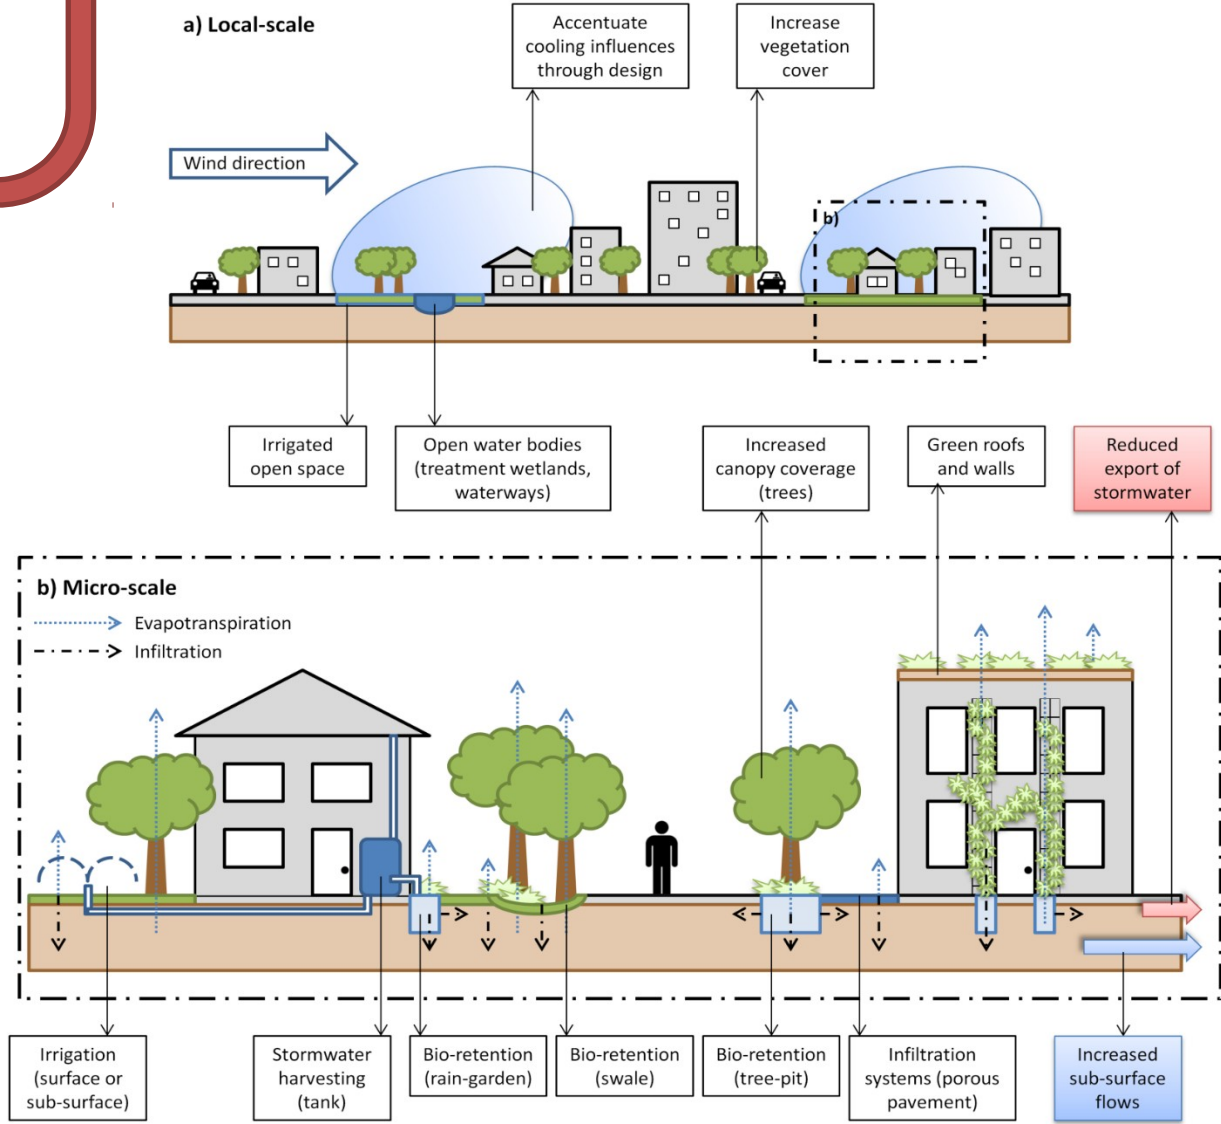 a) Local-scale
Accentuate
cooling influences
through design
Increase
vegetation
cover
Wind direction
b)
Irrigated
open space
Open water bodies
(treatment wetlands,
waterways)
Increased
canopy coverage
(trees)
Green roofs
and walls
Reduced
export of
stormwater
b) Micro-scale
Evapotranspiration
Infiltration
Irrigation
(surface or
sub-surface)
Stormwater
harvesting
(tank)
Bio-retention
(rain-garden)
Bio-retention
(swale)
Bio-retention
(tree-pit)
Infiltration
systems (porous
pavement)
Increased
sub-surface
flows